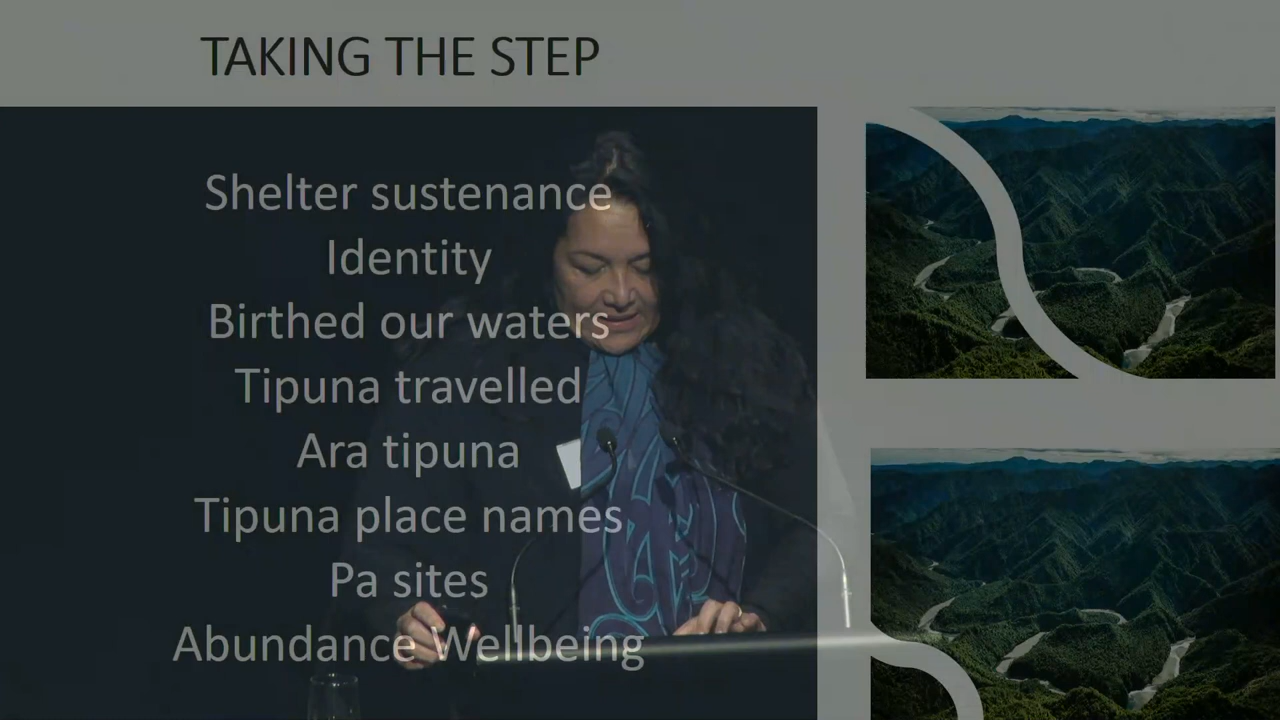 TAKING THE STEP
Shelter sustenance
Identity
Birthed our waters
Tipuna travelled
Ara tipuna
Tipuna place names
Pa sites
Abundance Wellbeing